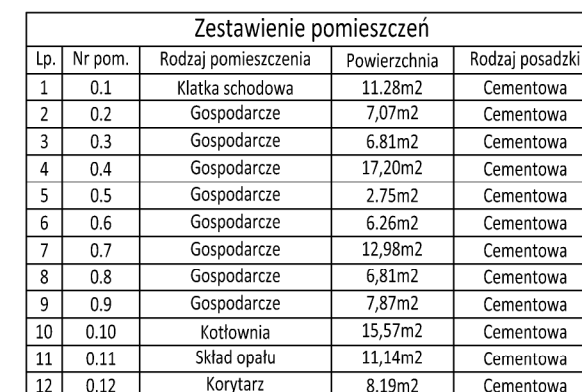 Zestawienie pomieszczeń
Lp. Nr pom. Rodzaj pomieszczenia Powierzchnia Rodzaj posadzki
1 0.1 Klatka schodowa 11.28m2 Cementowa
2 0.2 Gospodarcze 7,07m2 Cementowa
3 0.3 Gospodarcze 6.81m2 Cementowa
4 0.4 Gospodarcze 17,20m2 Cementowa
5 0.5 Gospodarcze 2.75m2 Cementowa
6 0.6 Gospodarcze 6.26m2 Cementowa
7 0.7 Gospodarcze 12,98m2 Cementowa
8 0.8 Gospodarcze 6,81m2 Cementowa
9 0.9 Gospodarcze 7,87m2 Cementowa
10 0.10 Kotłownia 15,57m2 Cementowa
11 0.11 Skład opału 11,14m2 Cementowa
12 0.12 Korytarz 8.19m2 Cementowa